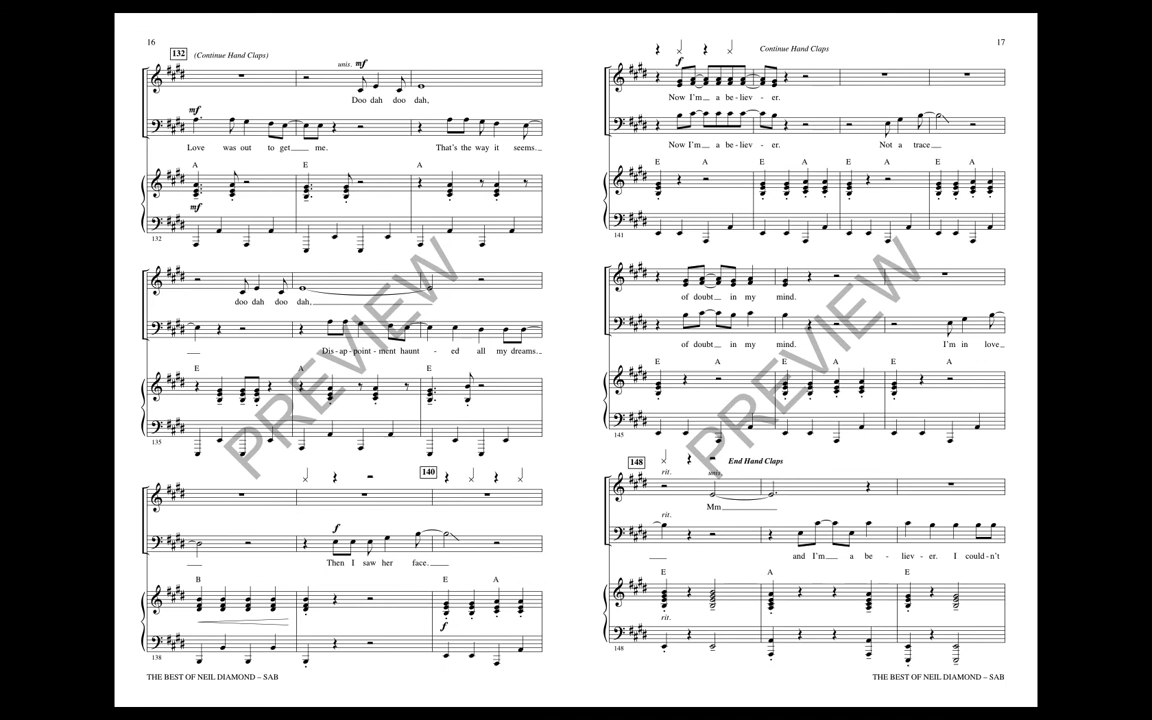 16
132 (Continue Hand Claps)
unis. mf
Doo dah doo dah,
mf
Love was out to get me. That's the way it seems.
A E A
mf
132
doo dah doo dah,
Dis - ap - point - ment haunt - ed all my dreams.
E A E
135
140
f
Then I saw her face.
B E A
f
138
THE BEST OF NEIL DIAMOND – SAB
PREVIEW
17
Continue Hand Claps
f
Now I'm a be - liev - er.
Now I'm a be - liev - er. Not a trace
E A E A E A E A
141
of doubt in my mind.
of doubt in my mind. I'm in love
E A E A E A
145
148 End Hand Claps
rit. unis.
Mm
rit.
and I'm a be - liev - er. I could - n't
E A E
rit.
148
THE BEST OF NEIL DIAMOND – SAB
PREVIEW